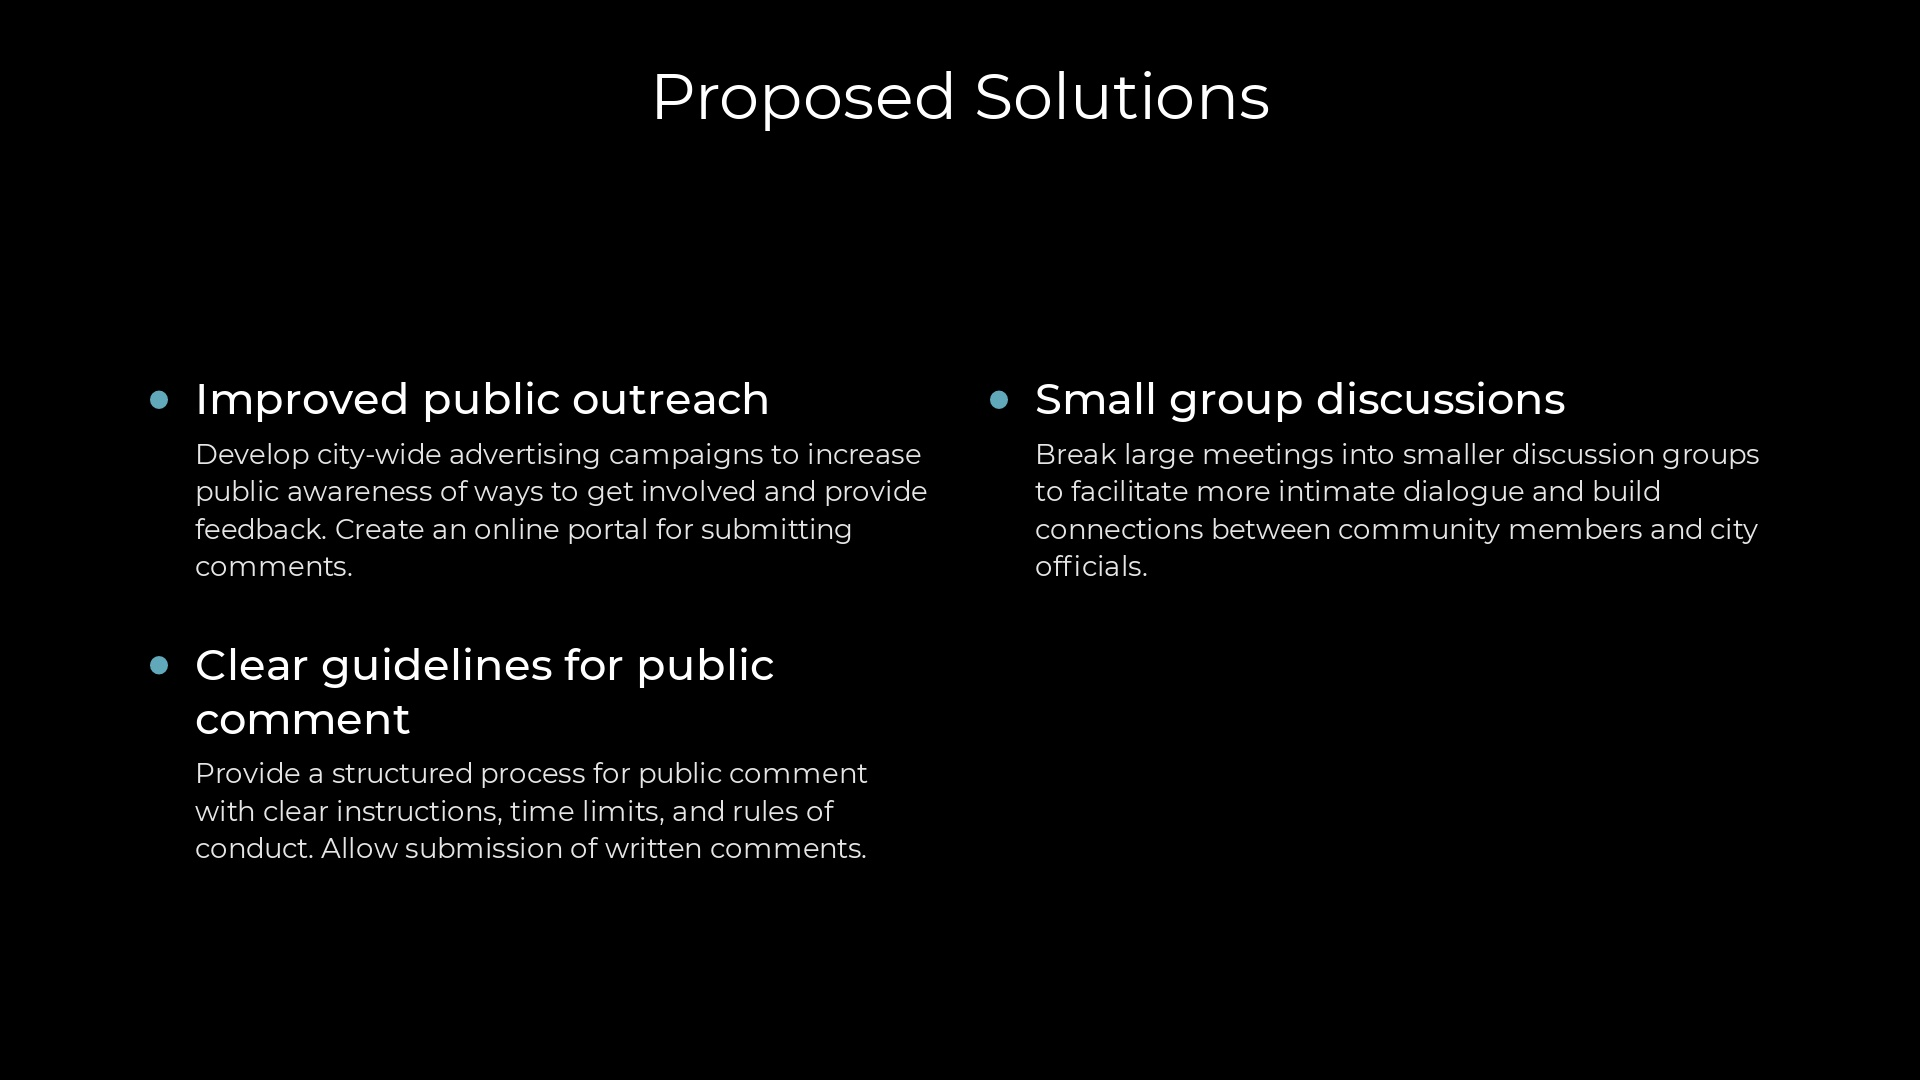 Proposed Solutions
Improved public outreach
Develop city-wide advertising campaigns to increase
public awareness of ways to get involved and provide
feedback. Create an online portal for submitting
comments.
Small group discussions
Break large meetings into smaller discussion groups
to facilitate more intimate dialogue and build
connections between community members and city
officials.
Clear guidelines for public
comment
Provide a structured process for public comment
with clear instructions, time limits, and rules of
conduct. Allow submission of written comments.